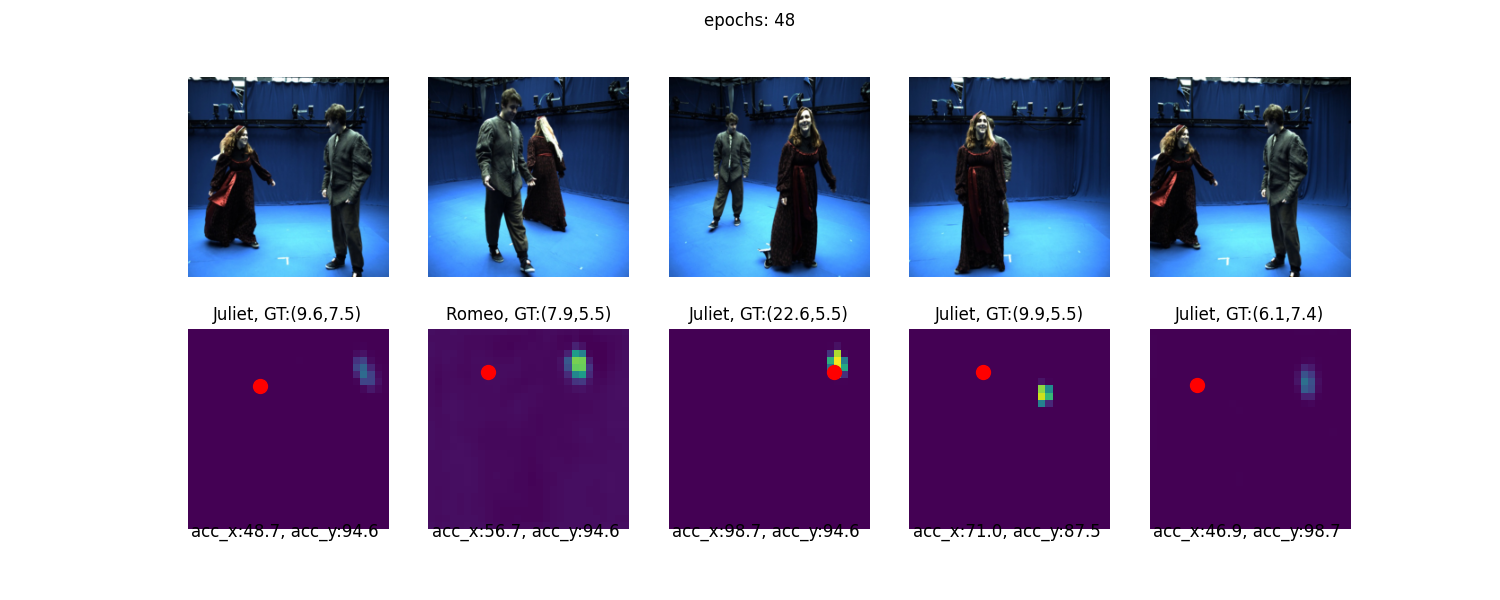 epochs: 48
Juliet, GT:(9.6,7.5)
Romeo, GT:(7.9,5.5)
Juliet, GT:(22.6,5.5)
Juliet, GT:(9.9,5.5)
Juliet, GT:(6.1,7.4)
acc_x:48.7, acc_y:94.6
acc_x:56.7, acc_y:94.6
acc_x:98.7, acc_y:94.6
acc_x:71.0, acc_y:87.5
acc_x:46.9, acc_y:98.7